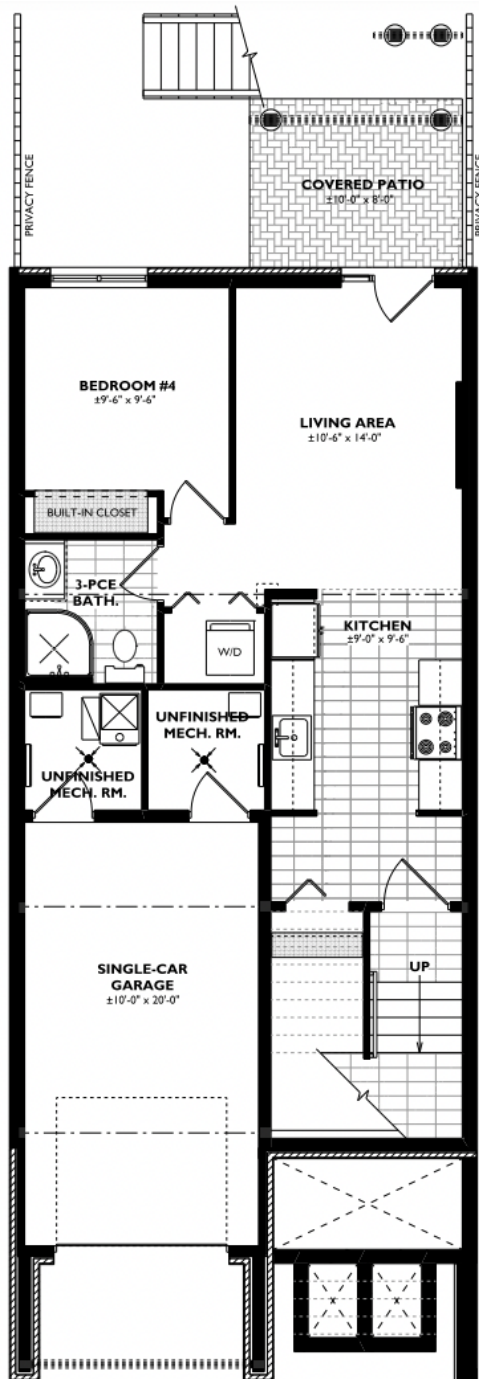 PRIVACY FENCE
PRIVACY FENCE
COVERED PATIO
±10'-0" x 8'-0"
BEDROOM #4
±9'-6" x 9'-6"
LIVING AREA
±10'-6" x 14'-0"
BUILT-IN CLOSET
3-PCE
BATH.
W/D
KITCHEN
±9'-0" x 9'-6"
UNFINISHED
MECH. RM.
UNFINISHED
MECH. RM.
UP
SINGLE-CAR
GARAGE
±10'-0" x 20'-0"